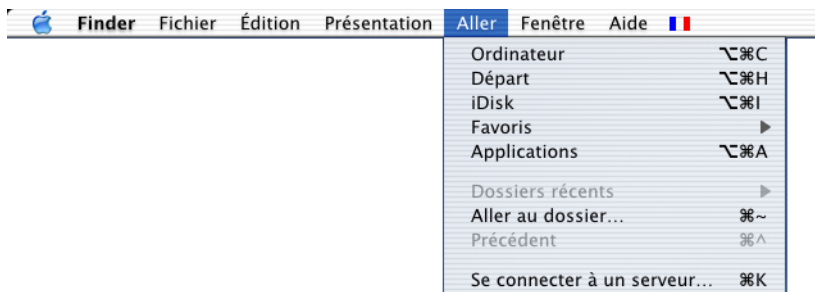 Finder Fichier Édition Présentation Aller Fenêtre Aide
Ordinateur ⌥⌘C
Départ ⌥⌘H
iDisk ⌥⌘I
Favoris
Applications ⌥⌘A
Dossiers récents
Aller au dossier... ⌘~
Précédent ⌘^
Se connecter à un serveur... ⌘K